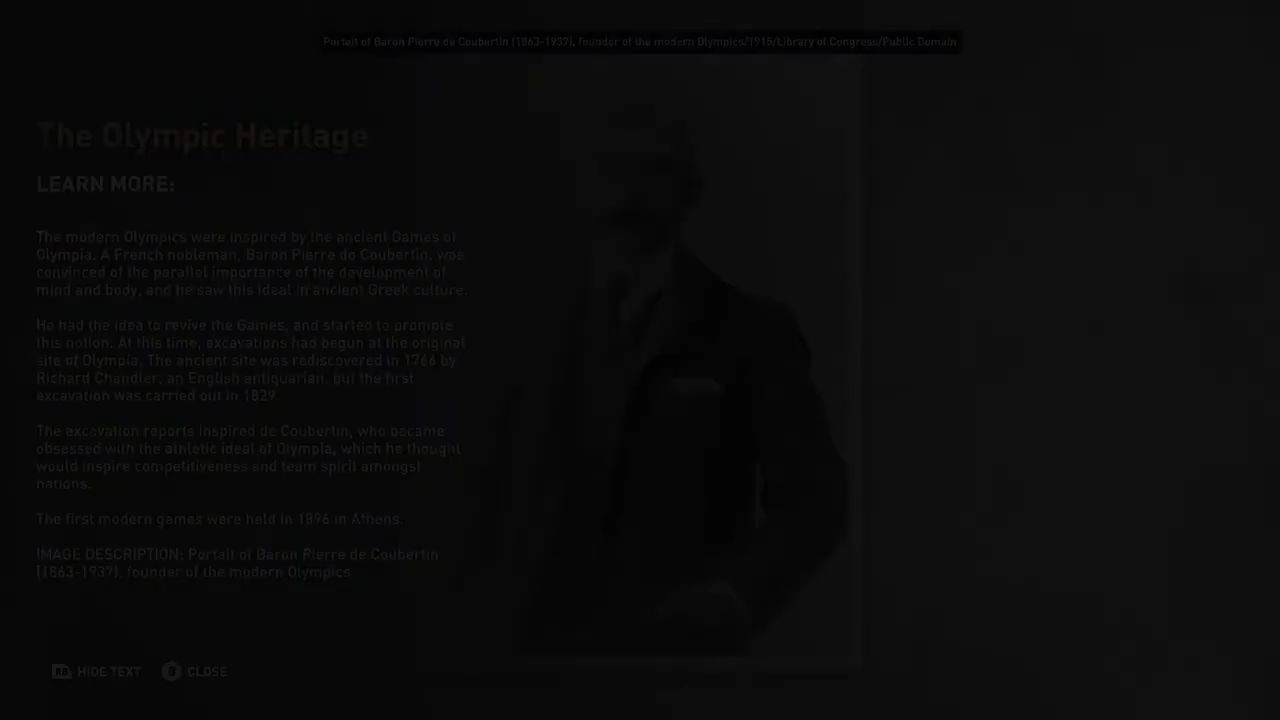 Portait of Baron Pierre de Coubertin (1863-1937), founder of the modern Olympics/1915/Library of Congress/Public Domain
The Olympic Heritage
LEARN MORE:
The modern Olympics were inspired by the ancient Games of
Olympia. A French nobleman, Baron Pierre de Coubertin, was
convinced of the parallel importance of the development of
mind and body, and he saw this ideal in ancient Greek culture.
He had the idea to revive the Games, and started to promote
this notion. At this time, excavations had begun at the original
site of Olympia. The ancient site was rediscovered in 1766 by
Richard Chandler, an English antiquarian, but the first
excavation was carried out in 1829.
The excavation reports inspired de Coubertin, who became
obsessed with the athletic ideal of Olympia, which he thought
would inspire competitiveness and team spirit amongst
nations.
The first modern games were held in 1896 in Athens.
IMAGE DESCRIPTION: Portait of Baron Pierre de Coubertin
(1863-1937), founder of the modern Olympics
HIDE TEXT B CLOSE